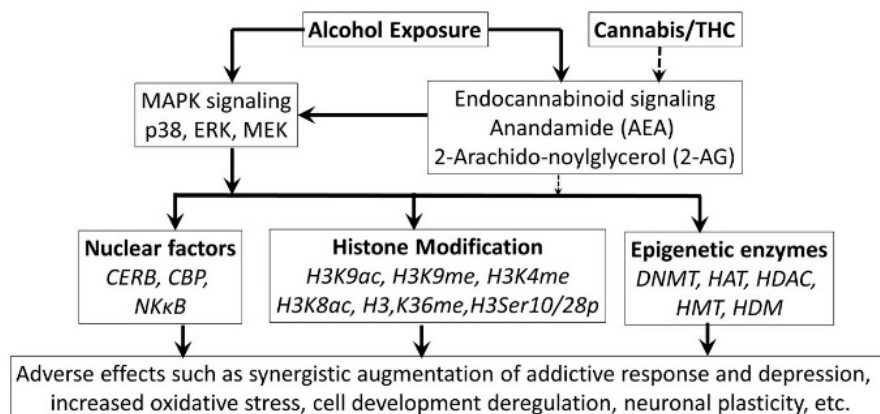 Alcohol Exposure
Cannabis/THC
MAPK signaling
p38, ERK, MEK
Endocannabinoid signaling
Anandamide (AEA)
2-Arachido-noylglycerol (2-AG)
Nuclear factors
CERB, CBP,
NKκB
Histone Modification
H3K9ac, H3K9me, H3K4me
H3K8ac, H3,K36me,H3Ser10/28p
Epigenetic enzymes
DNMT, HAT, HDAC,
HMT, HDM
Adverse effects such as synergistic augmentation of addictive response and depression,
increased oxidative stress, cell development deregulation, neuronal plasticity, etc.